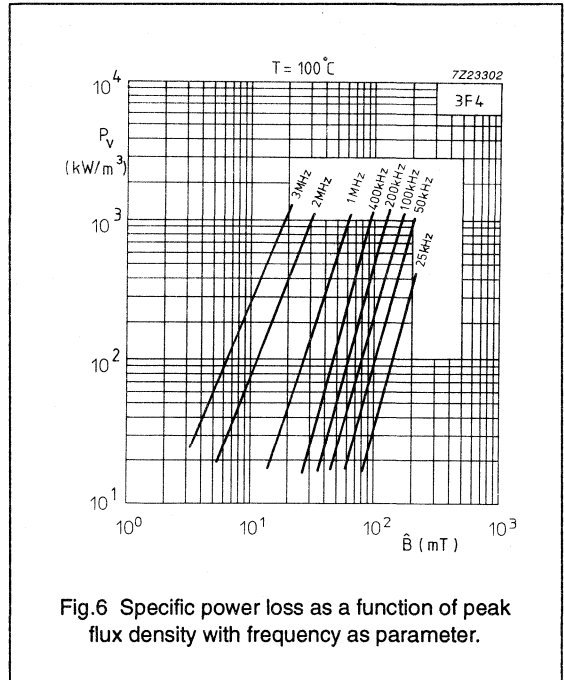 T = 100°C
7Z23302
3F4
10⁴
P_v
(kW/m³)
10³
10²
10¹
3MHz
2MHz
1MHz
400kHz
200kHz
100kHz
50kHz
25kHz
10⁰
10¹
10²
10³
B̂ (mT)
Fig.6 Specific power loss as a function of peak
flux density with frequency as parameter.